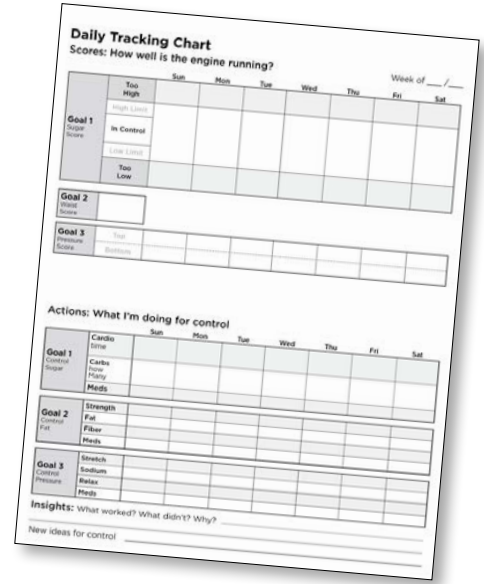 Daily Tracking Chart
Scores: How well is the engine running?
Week of ___ /___
Sun Mon Tue Wed Thu Fri Sat
Goal 1
Sugar
Score
Too
High
High Limit
In Control
Low Limit
Too
Low
Goal 2
Waist
Score
Goal 3
Pressure
Score
Top
Bottom
Actions: What I'm doing for control
Sun Mon Tue Wed Thu Fri Sat
Goal 1
Control
Sugar
Cardio
time
Carbs
how
Many
Meds
Goal 2
Control
Fat
Strength
Fat
Fiber
Meds
Goal 3
Control
Pressure
Stretch
Sodium
Relax
Meds
Insights: What worked? What didn't? Why?
New ideas for control